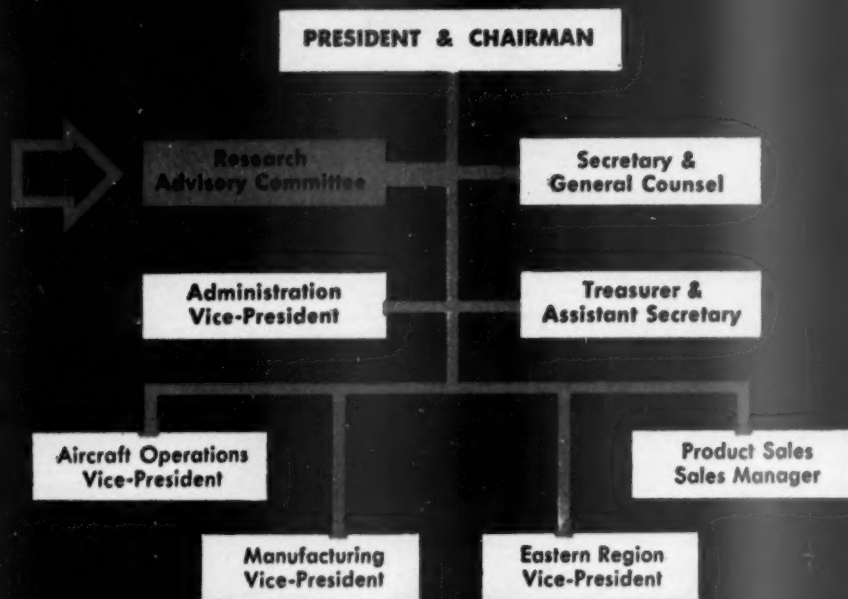 PRESIDENT & CHAIRMAN
Research
Advisory Committee
Secretary &
General Counsel
Administration
Vice-President
Treasurer &
Assistant Secretary
Aircraft Operations
Vice-President
Product Sales
Sales Manager
Manufacturing
Vice-President
Eastern Region
Vice-President